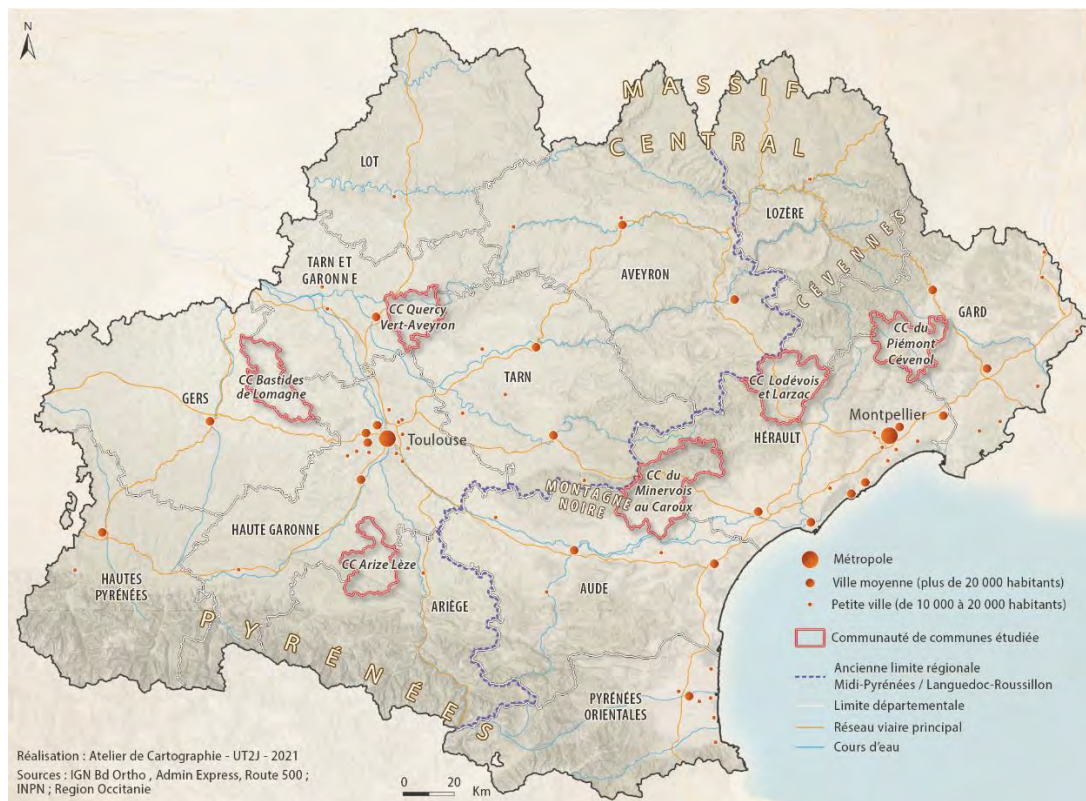 N
MASSIF
CENTRAL
LOT
LOZÈRE
CÉVENNES
TARN ET
GARONNE
AVEYRON
GARD
CC Quercy
Vert-Aveyron
CC du
Piémont
Cévenol
CC Bastides
de Lomagne
GERS
TARN
CC Lodévois
et Larzac
Montpellier
Toulouse
HÉRAULT
CC du
Minervois
au Caroux
MONTAGNE
NOIRE
HAUTE GARONNE
CC Arize Lèze
HAUTES
PYRÉNÉES
ARIÈGE
AUDE
PYRÉNÉES
PYRÉNÉES
ORIENTALES
Métropole
Ville moyenne (plus de 20 000 habitants)
Petite ville (de 10 000 à 20 000 habitants)
Communauté de communes étudiée
Ancienne limite régionale
Midi-Pyrénées / Languedoc-Roussillon
Limite départementale
Réseau viaire principal
Cours d'eau
Réalisation : Atelier de Cartographie - UT2J - 2021
Sources : IGN Bd Ortho , Admin Express, Route 500 ;
INPN ; Region Occitanie
0 20
Km